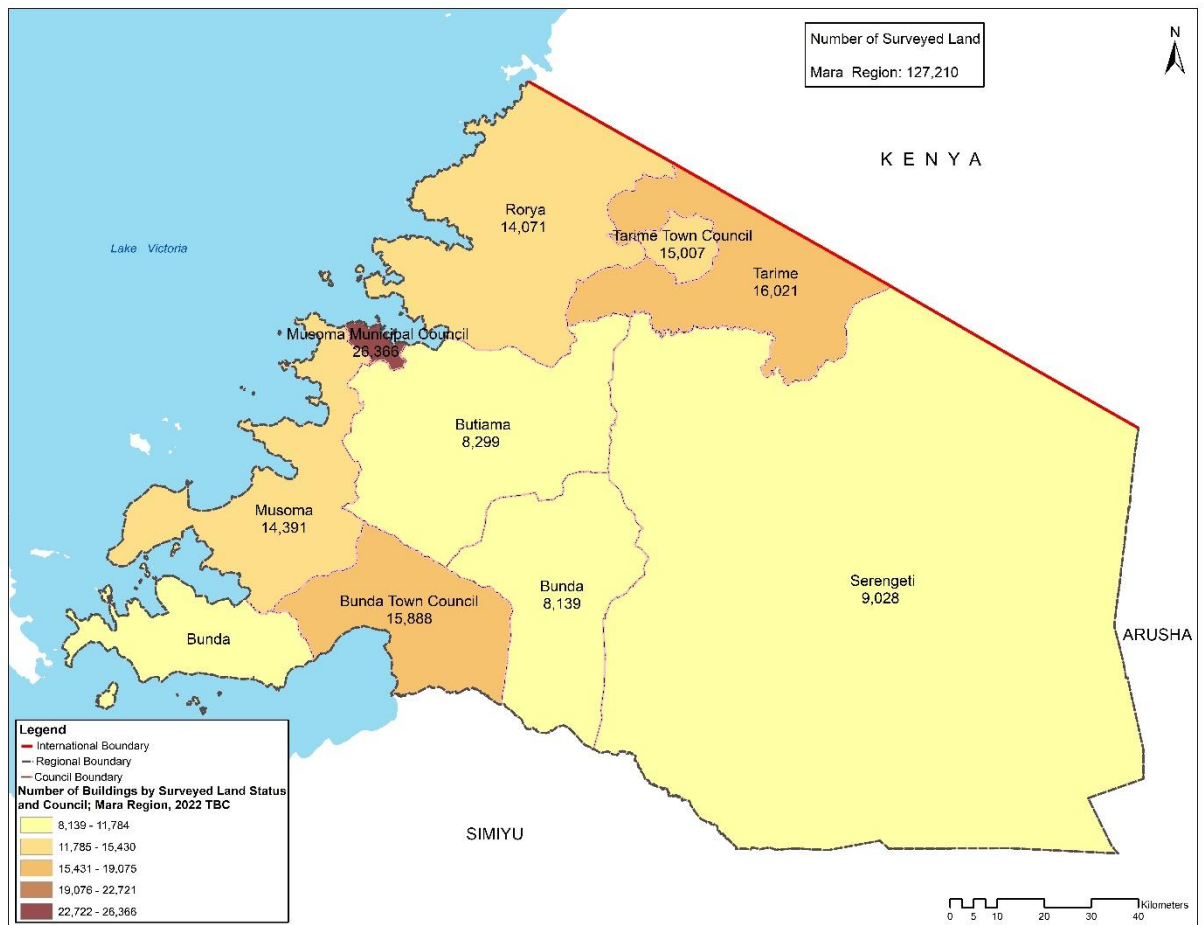 Number of Surveyed Land
Mara Region: 127,210
N
KENYA
Lake Victoria
Rorya
14,071
Tarime Town Council
15,007
Tarime
16,021
Musoma Municipal Council
26,366
Butiama
8,299
Musoma
14,391
Bunda
8,139
Serengeti
9,028
Bunda Town Council
15,888
Bunda
ARUSHA
SIMIYU
Legend
International Boundary
Regional Boundary
Council Boundary
Number of Buildings by Surveyed Land Status
and Council; Mara Region, 2022 TBC
8,139 - 11,784
11,785 - 15,430
15,431 - 19,075
19,076 - 22,721
22,722 - 26,366
Kilometers
0 5 10 20 30 40